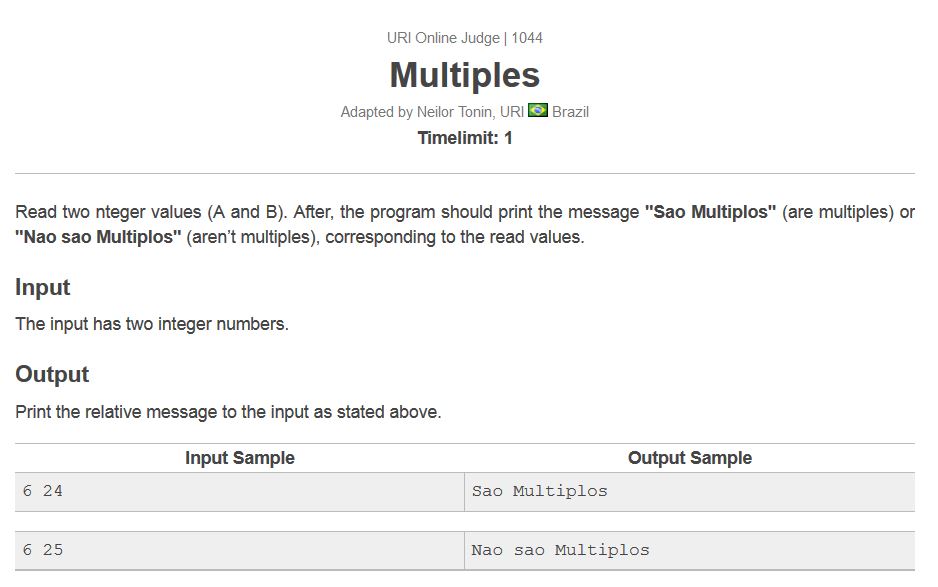 URI Online Judge | 1044
Multiples
Adapted by Neilor Tonin, URI Brazil
Timelimit: 1
Read two nteger values (A and B). After, the program should print the message "Sao Multiplos" (are multiples) or
"Nao sao Multiplos" (aren’t multiples), corresponding to the read values.
Input
The input has two integer numbers.
Output
Print the relative message to the input as stated above.
Input Sample Output Sample
6 24 Sao Multiplos
6 25 Nao sao Multiplos